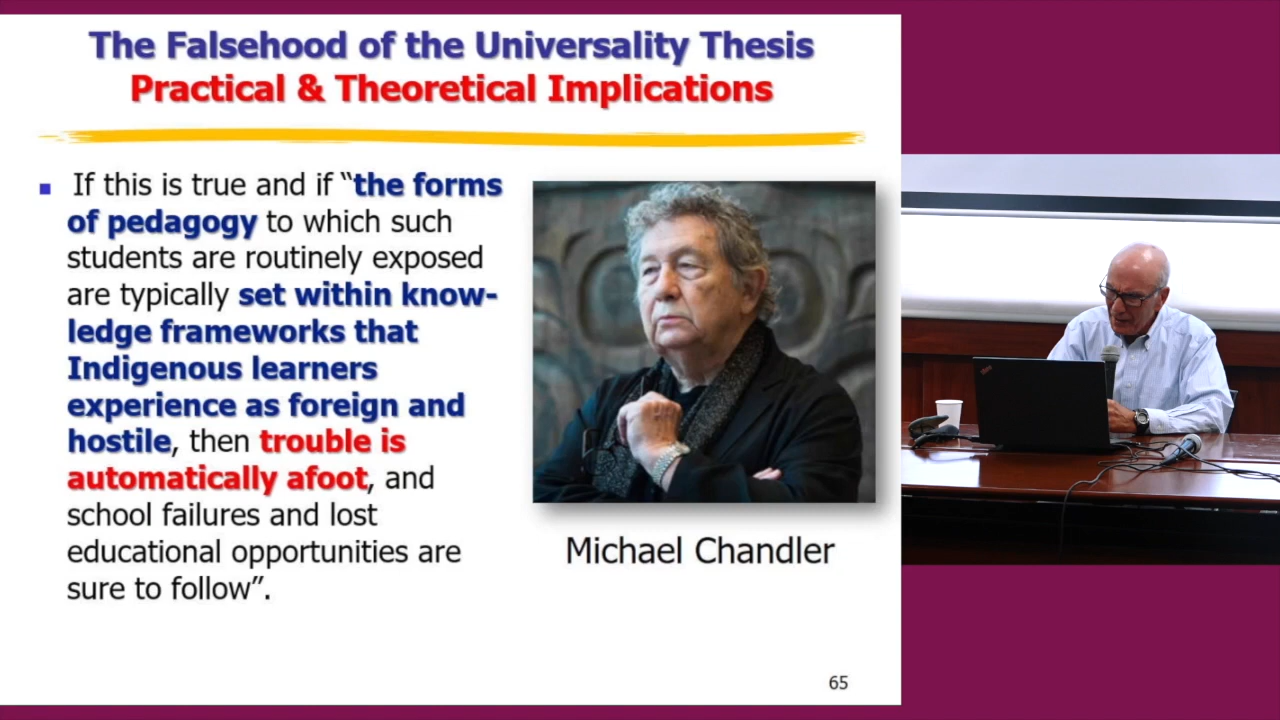 The Falsehood of the Universality Thesis
Practical & Theoretical Implications
If this is true and if “the forms
of pedagogy to which such
students are routinely exposed
are typically set within know-
ledge frameworks that
Indigenous learners
experience as foreign and
hostile, then trouble is
automatically afoot, and
school failures and lost
educational opportunities are
sure to follow”.
Michael Chandler
65